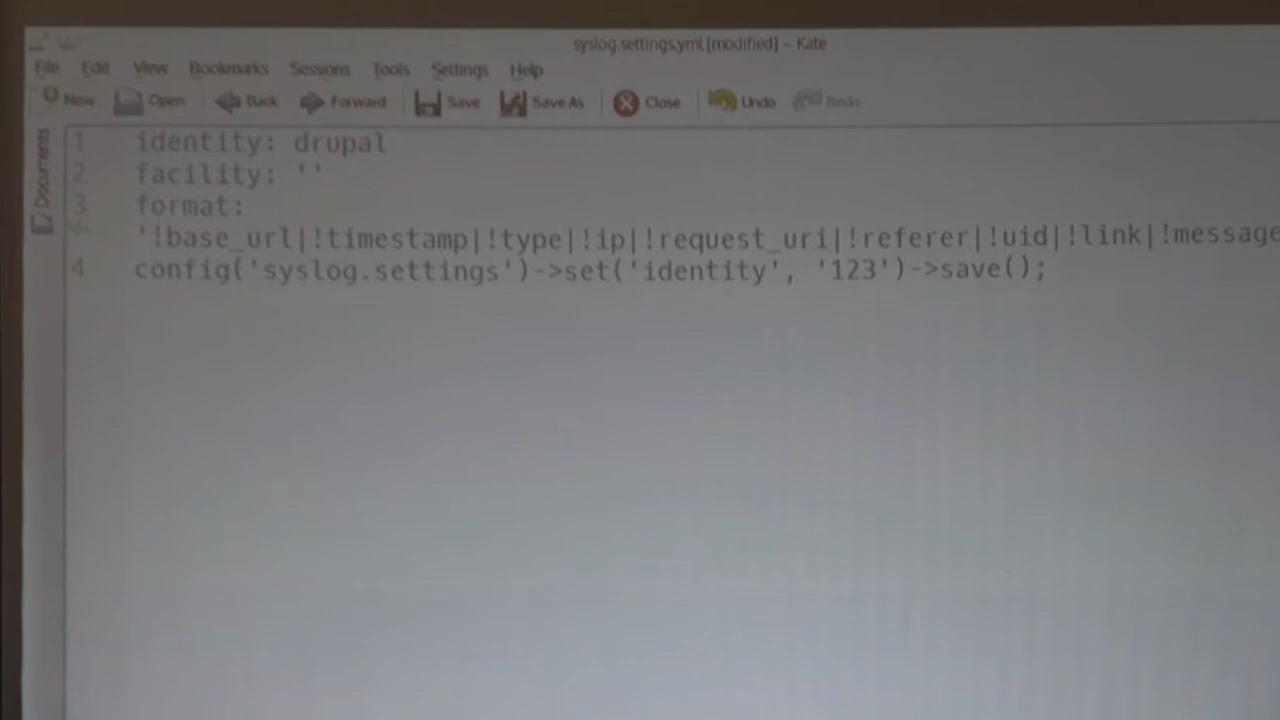 syslog.settings.yml [modified] – Kate
File Edit View Bookmarks Sessions Tools Settings Help
New Open Back Forward Save Save As Close Undo Redo
Documents
1 identity: drupal
2 facility: ''
3 format:
'!base_url|!timestamp|!type|!ip|!request_uri|!referer|!uid|!link|!message
4 config('syslog.settings')->set('identity', '123')->save();